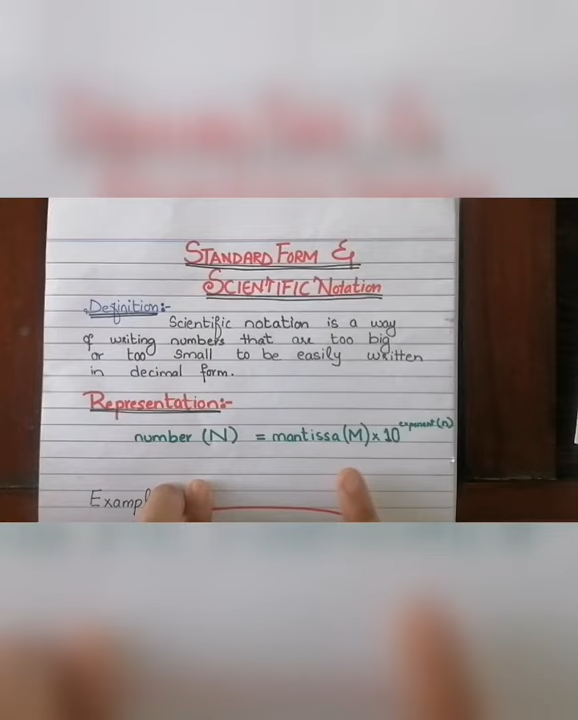 STANDARD FORM &
SCIENTIFIC Notation
Definition:-
Scientific notation is a way
of writing numbers that are too big
or too small to be easily written
in decimal form.
Representation:-
number (N) = mantissa(M)×10^exponent(n)
Exampl